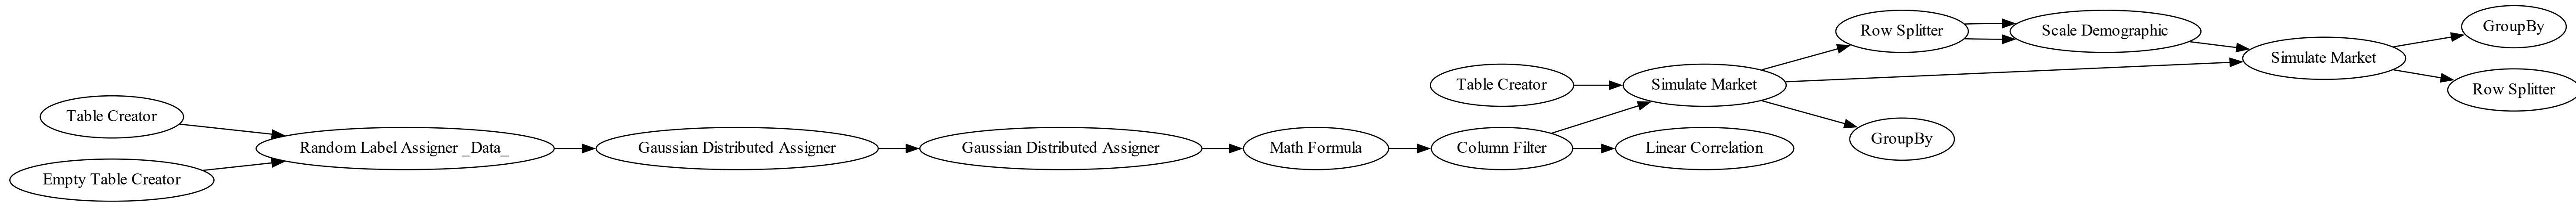 Table Creator
Empty Table Creator
Random Label Assigner _Data_
Gaussian Distributed Assigner
Gaussian Distributed Assigner
Math Formula
Table Creator
Column Filter
Simulate Market
Linear Correlation
Row Splitter
GroupBy
Scale Demographic
Simulate Market
GroupBy
Row Splitter